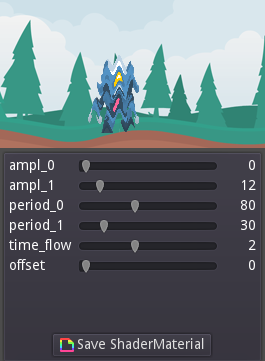 ampl_0 0
ampl_1 12
period_0 80
period_1 30
time_flow 2
offset 0
Save ShaderMaterial